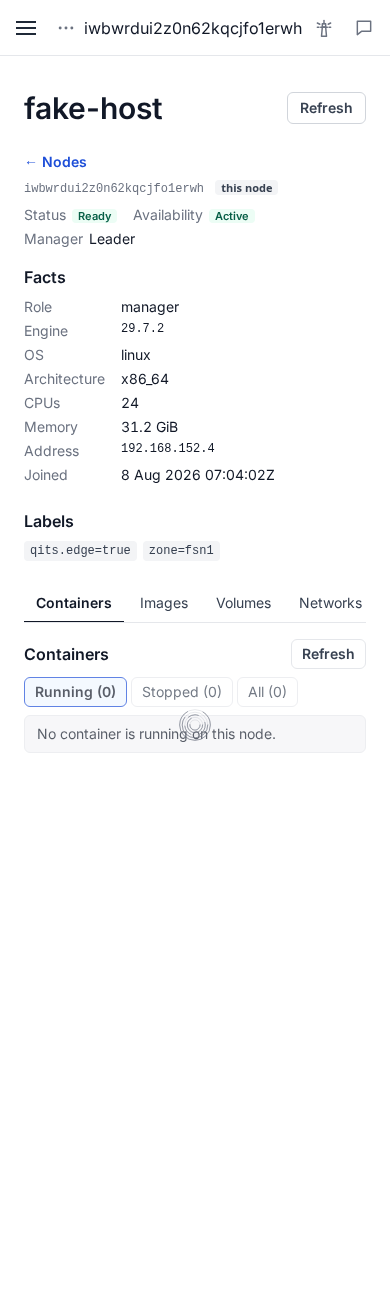 iwbwrdui2z0n62kqcjfo1erwh
fake-host
Refresh
← Nodes
iwbwrdui2z0n62kqcjfo1erwh this node
Status Ready Availability Active
Manager Leader
Facts
Role manager
Engine 29.7.2
OS linux
Architecture x86_64
CPUs 24
Memory 31.2 GiB
Address 192.168.152.4
Joined 8 Aug 2026 07:04:02Z
Labels
qits.edge=true zone=fsn1
Containers Images Volumes Networks
Containers
Refresh
Running (0) Stopped (0) All (0)
No container is running on this node.